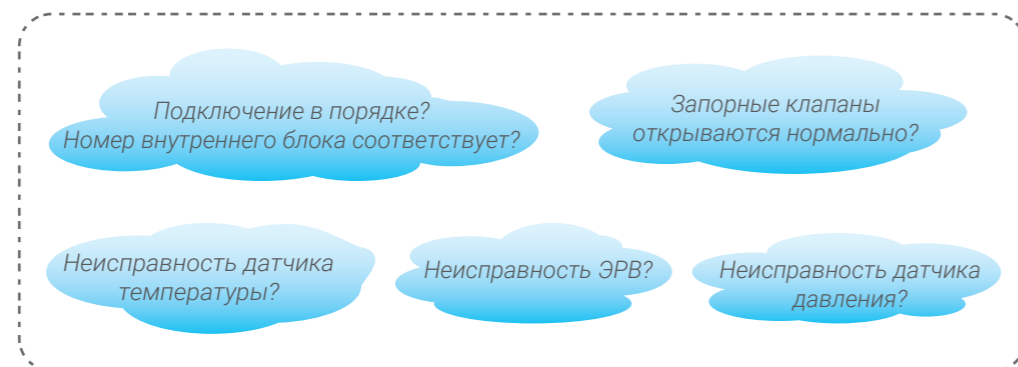 Подключение в порядке?
Номер внутреннего блока соответствует?
Запорные клапаны
открываются нормально?
Неисправность датчика
температуры?
Неисправность ЭРВ?
Неисправность датчика
давления?